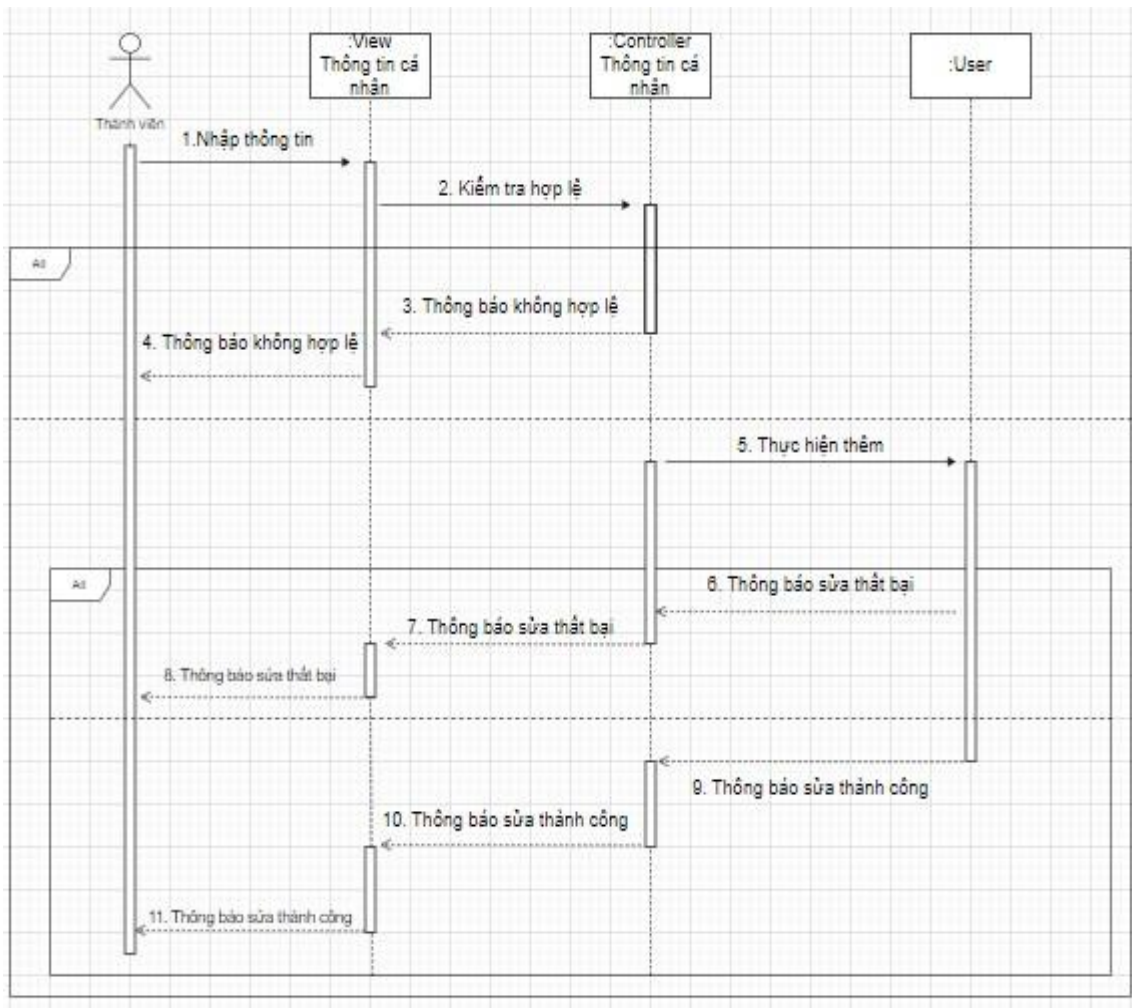 :View
Thông tin cá
nhân
:Controller
Thông tin cá
nhân
:User
Thành viên
1.Nhập thông tin
2. Kiểm tra hợp lệ
Alt
3. Thông báo không hợp lệ
4. Thông báo không hợp lệ
5. Thực hiện thêm
Alt
6. Thông báo sửa thất bại
7. Thông báo sửa thất bại
8. Thông báo sửa thất bại
9. Thông báo sửa thành công
10. Thông báo sửa thành công
11. Thông báo sửa thành công